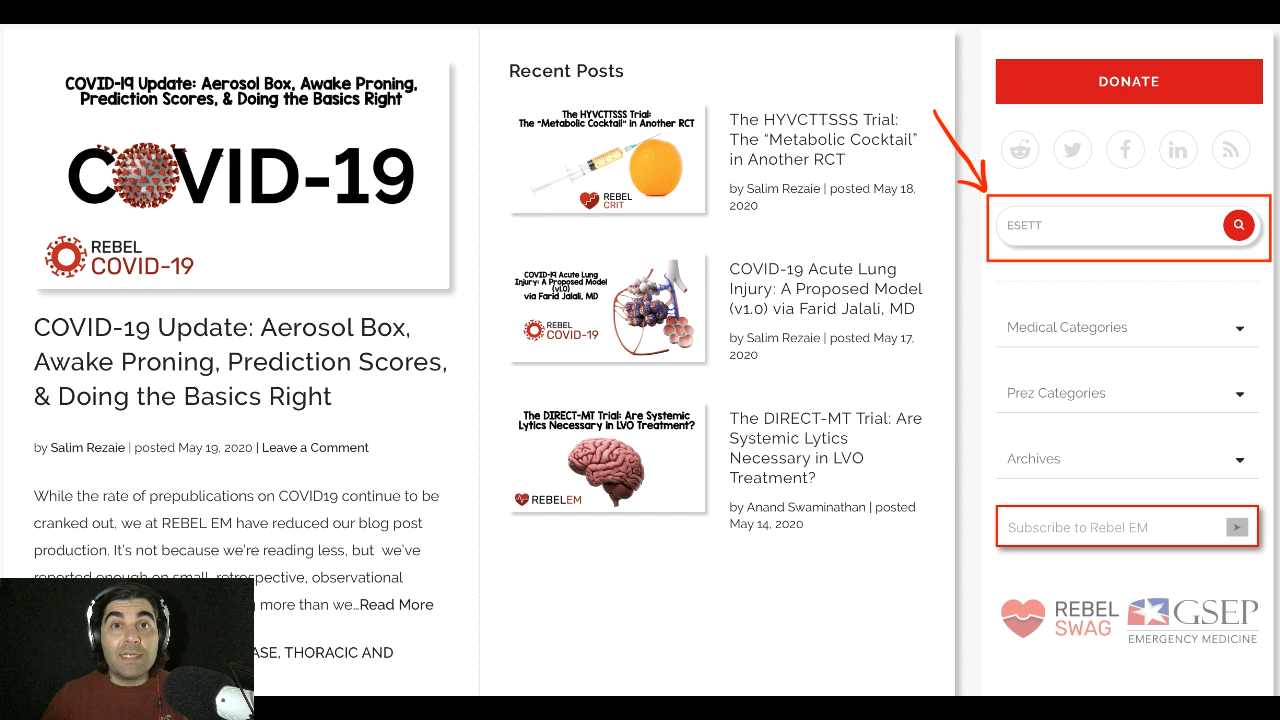 COVID-19 Update: Aerosol Box, Awake Proning,
Prediction Scores, & Doing the Basics Right
COVID-19
REBEL
COVID-19
COVID-19 Update: Aerosol Box,
Awake Proning, Prediction Scores,
& Doing the Basics Right
by Salim Rezaie | posted May 19, 2020 | Leave a Comment
While the rate of prepublications on COVID19 continue to be
cranked out, we at REBEL EM have reduced our blog post
production. It's not because we're reading less, but we've
reported enough on small, retrospective, observational
more than we…Read More
ASE, THORACIC AND
Recent Posts
The HYVCTTSSS Trial:
The "Metabolic Cocktail" in Another RCT
REBEL
CRIT
The HYVCTTSSS Trial:
The “Metabolic Cocktail”
in Another RCT
by Salim Rezaie | posted May 18,
2020
COVID-19 Acute Lung
Injury: A Proposed Model
(v1.0)
via Farid Jalali, MD
REBEL
COVID-19
COVID-19 Acute Lung
Injury: A Proposed Model
(v1.0) via Farid Jalali, MD
by Salim Rezaie | posted May 17,
2020
The DIRECT-MT Trial: Are Systemic
Lytics Necessary in LVO Treatment?
REBELEM
The DIRECT-MT Trial: Are
Systemic Lytics
Necessary in LVO
Treatment?
by Anand Swaminathan | posted
May 14, 2020
DONATE
ESETT
Medical Categories
Prez Categories
Archives
Subscribe to Rebel EM
REBEL
SWAG
GSEP
EMERGENCY MEDICINE